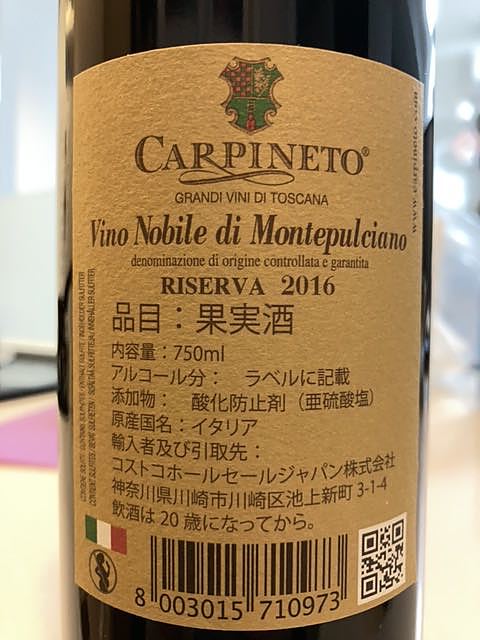 CARPINETO®
GRANDI VINI DI TOSCANA
Vino Nobile di Montepulciano
denominazione di origine controllata e garantita
RISERVA 2016
品目：果実酒
内容量：750ml
アルコール分： ラベルに記載
添加物： 酸化防止剤（亜硫酸塩）
原産国名：イタリア
輸入者及び引取先：
コストコホールセールジャパン株式会社
神奈川県川崎市川崎区池上新町 3-1-4
飲酒は 20 歳になってから。
8 003015 710973
www.carpineto.com